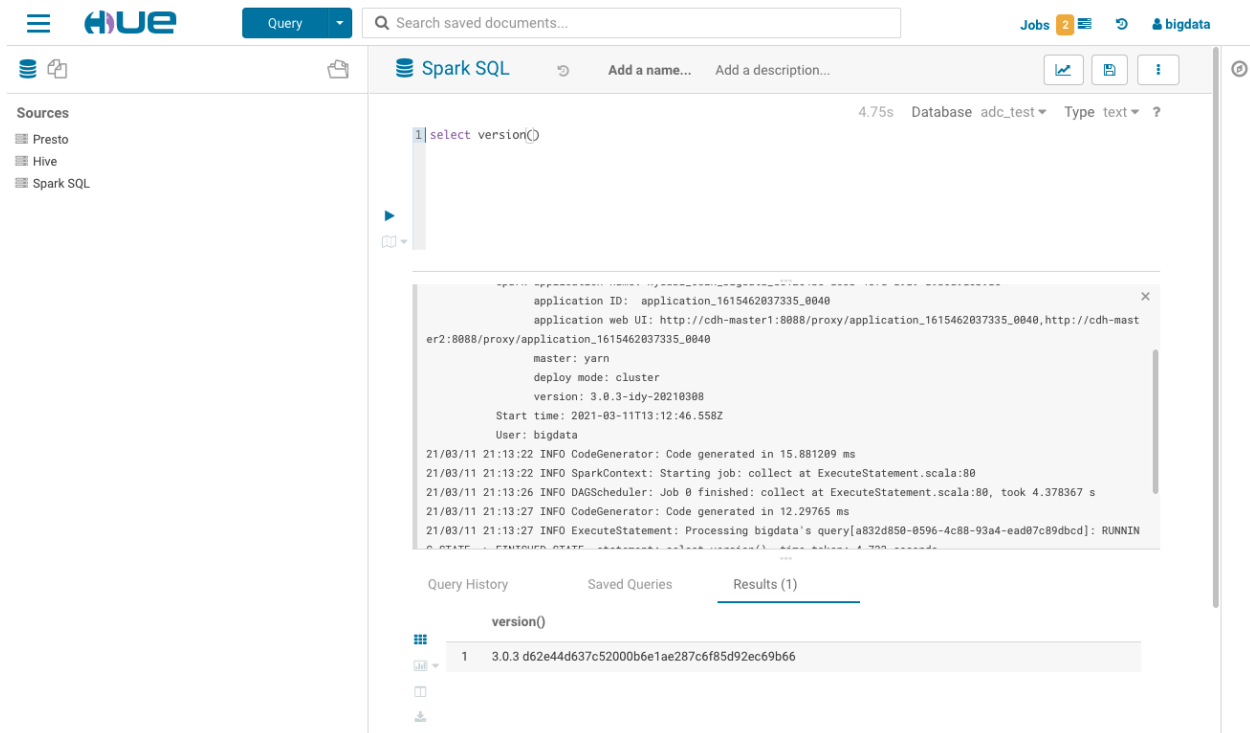 HUE
Query
Search saved documents...
Jobs 2
bigdata
Sources
Presto
Hive
Spark SQL
Spark SQL
Add a name...
Add a description...
4.75s Database adc_test Type text ?
1 select version()
application ID: application_1615462037335_0040
application web UI: http://cdh-master1:8088/proxy/application_1615462037335_0040,http://cdh-mast
er2:8088/proxy/application_1615462037335_0040
master: yarn
deploy mode: cluster
version: 3.0.3-idy-20210308
Start time: 2021-03-11T13:12:46.558Z
User: bigdata
21/03/11 21:13:22 INFO CodeGenerator: Code generated in 15.881209 ms
21/03/11 21:13:22 INFO SparkContext: Starting job: collect at ExecuteStatement.scala:80
21/03/11 21:13:26 INFO DAGScheduler: Job 0 finished: collect at ExecuteStatement.scala:80, took 4.378367 s
21/03/11 21:13:27 INFO CodeGenerator: Code generated in 12.29765 ms
21/03/11 21:13:27 INFO ExecuteStatement: Processing bigdata's query[a832d850-0596-4c88-93a4-ead07c89dbcd]: RUNNIN
Query History
Saved Queries
Results (1)
version()
1 3.0.3 d62e44d637c52000b6e1ae287c6f85d92ec69b66